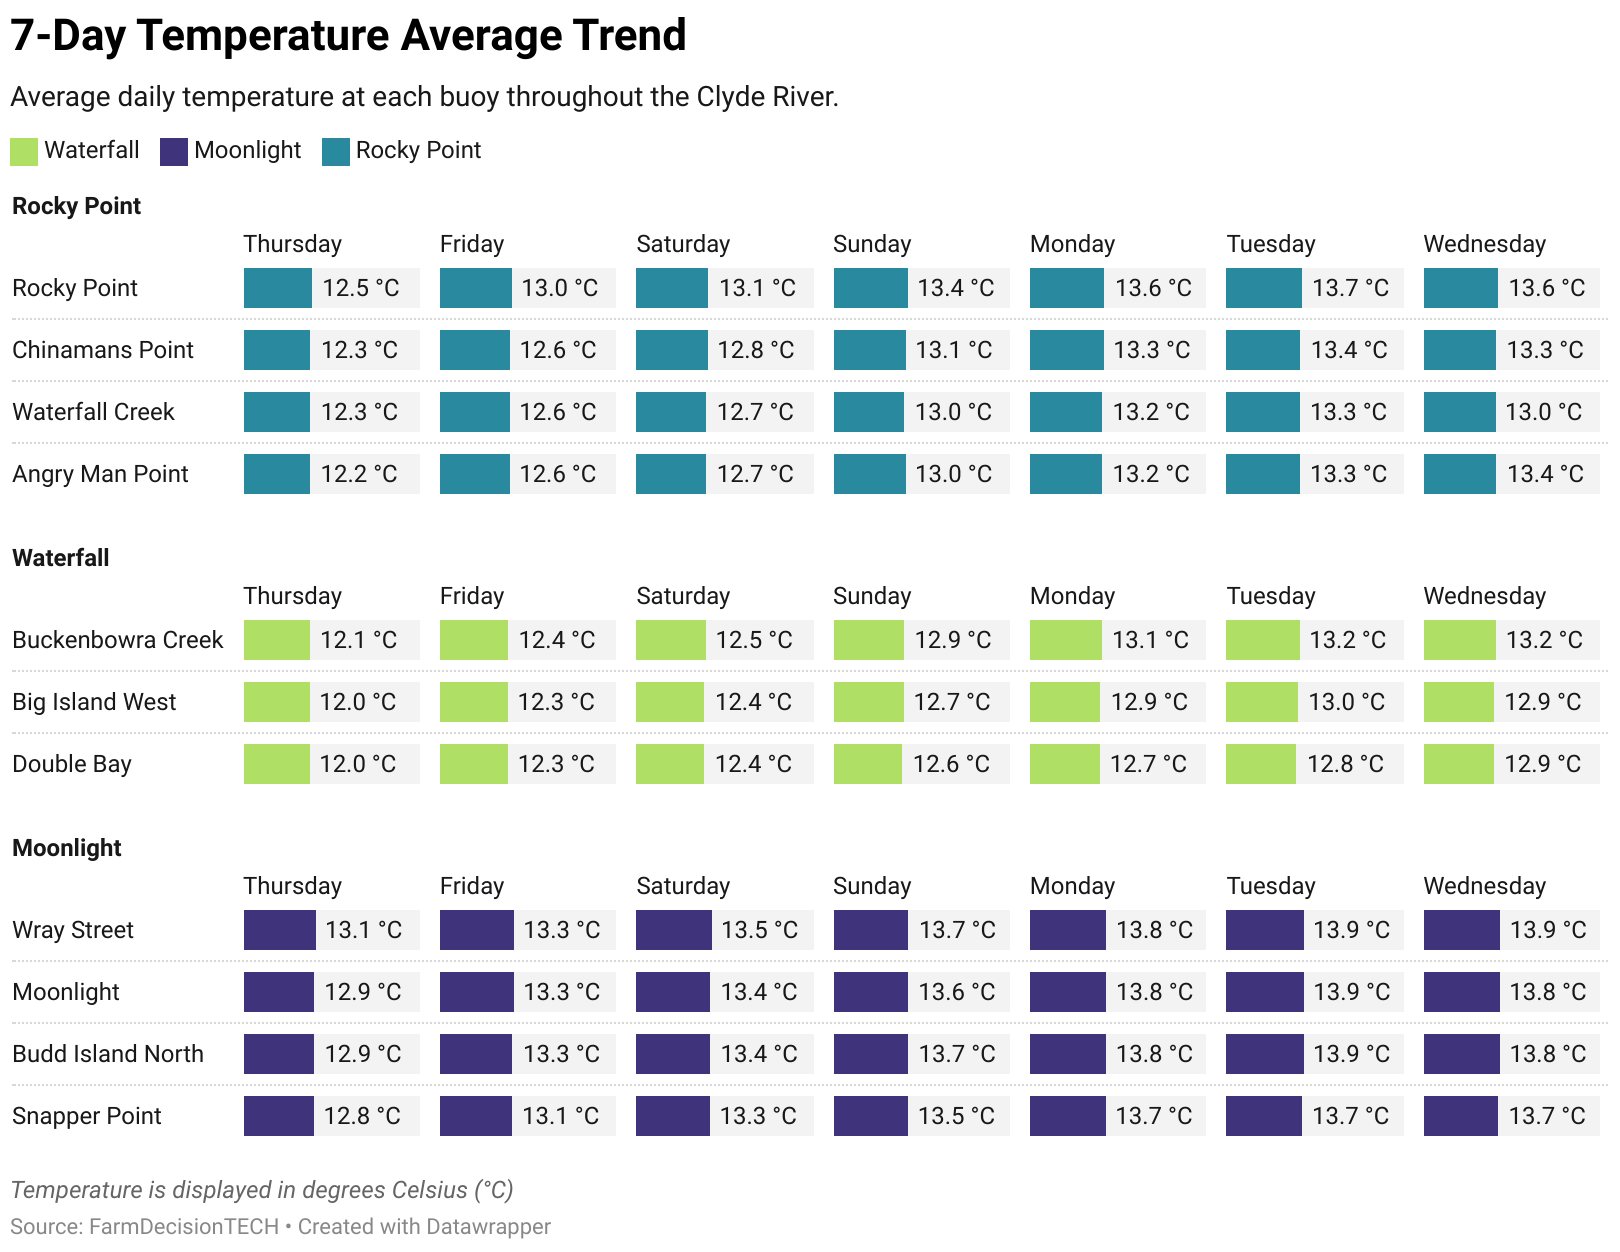 7-Day Temperature Average Trend
Average daily temperature at each buoy throughout the Clyde River.
Waterfall Moonlight Rocky Point
Rocky Point
Thursday Friday Saturday Sunday Monday Tuesday Wednesday
Rocky Point 12.5 °C 13.0 °C 13.1 °C 13.4 °C 13.6 °C 13.7 °C 13.6 °C
Chinamans Point 12.3 °C 12.6 °C 12.8 °C 13.1 °C 13.3 °C 13.4 °C 13.3 °C
Waterfall Creek 12.3 °C 12.6 °C 12.7 °C 13.0 °C 13.2 °C 13.3 °C 13.0 °C
Angry Man Point 12.2 °C 12.6 °C 12.7 °C 13.0 °C 13.2 °C 13.3 °C 13.4 °C
Waterfall
Thursday Friday Saturday Sunday Monday Tuesday Wednesday
Buckenbowra Creek 12.1 °C 12.4 °C 12.5 °C 12.9 °C 13.1 °C 13.2 °C 13.2 °C
Big Island West 12.0 °C 12.3 °C 12.4 °C 12.7 °C 12.9 °C 13.0 °C 12.9 °C
Double Bay 12.0 °C 12.3 °C 12.4 °C 12.6 °C 12.7 °C 12.8 °C 12.9 °C
Moonlight
Thursday Friday Saturday Sunday Monday Tuesday Wednesday
Wray Street 13.1 °C 13.3 °C 13.5 °C 13.7 °C 13.8 °C 13.9 °C 13.9 °C
Moonlight 12.9 °C 13.3 °C 13.4 °C 13.6 °C 13.8 °C 13.9 °C 13.8 °C
Budd Island North 12.9 °C 13.3 °C 13.4 °C 13.7 °C 13.8 °C 13.9 °C 13.8 °C
Snapper Point 12.8 °C 13.1 °C 13.3 °C 13.5 °C 13.7 °C 13.7 °C 13.7 °C
Temperature is displayed in degrees Celsius (°C)
Source: FarmDecisionTECH • Created with Datawrapper